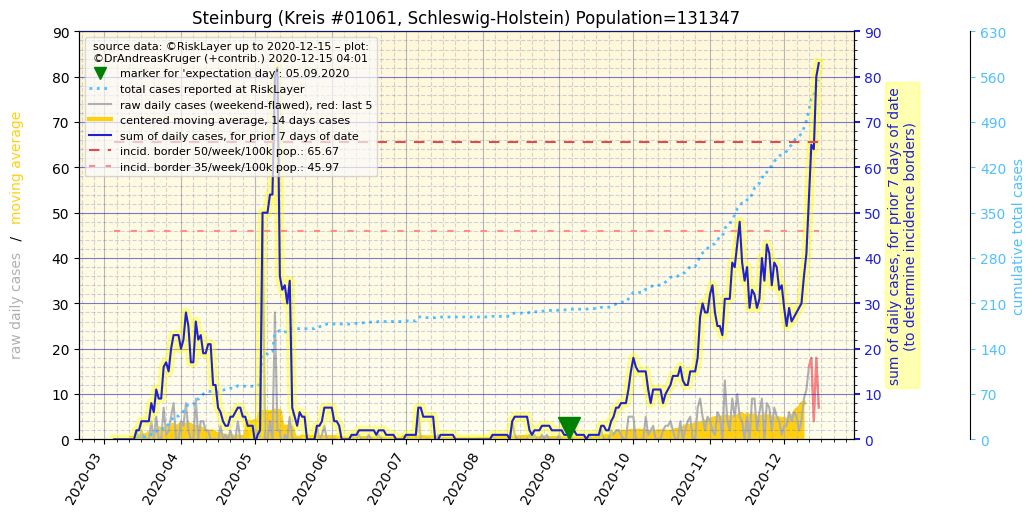 Steinburg (Kreis #01061, Schleswig-Holstein) Population=131347
source data: ©RiskLayer up to 2020-12-15 – plot:
©DrAndreasKruger (+contrib.) 2020-12-15 04:01
marker for 'expectation day': 05.09.2020
total cases reported at RiskLayer
raw daily cases (weekend-flawed), red: last 5
centered moving average, 14 days cases
sum of daily cases, for prior 7 days of date
incid. border 50/week/100k pop.: 65.67
incid. border 35/week/100k pop.: 45.97
raw daily cases / moving average
90
80
70
60
50
40
30
20
10
0
2020-03
2020-04
2020-05
2020-06
2020-07
2020-08
2020-09
2020-10
2020-11
2020-12
90
80
70
60
50
40
30
20
10
0
sum of daily cases, for prior 7 days of date
(to determine incidence borders)
630
560
490
420
350
280
210
140
70
0
cumulative total cases